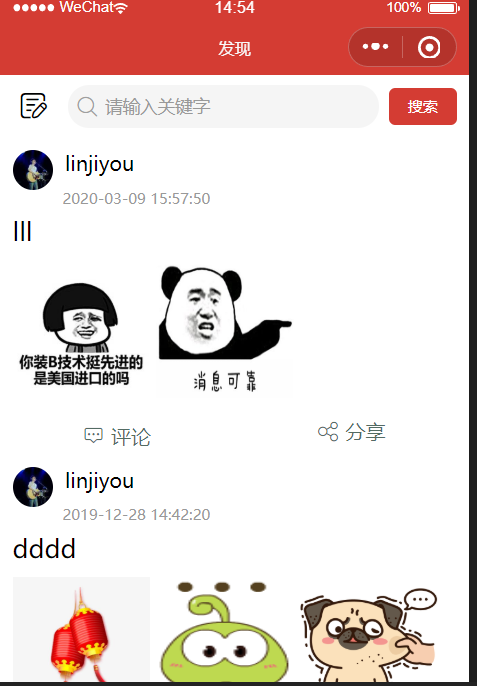 WeChat 14:54 100%
发现
请输入关键字 搜索
linjiyou
2020-03-09 15:57:50
lll
你装B技术挺先进的
是美国进口的吗
消息可靠
评论 分享
linjiyou
2019-12-28 14:42:20
dddd